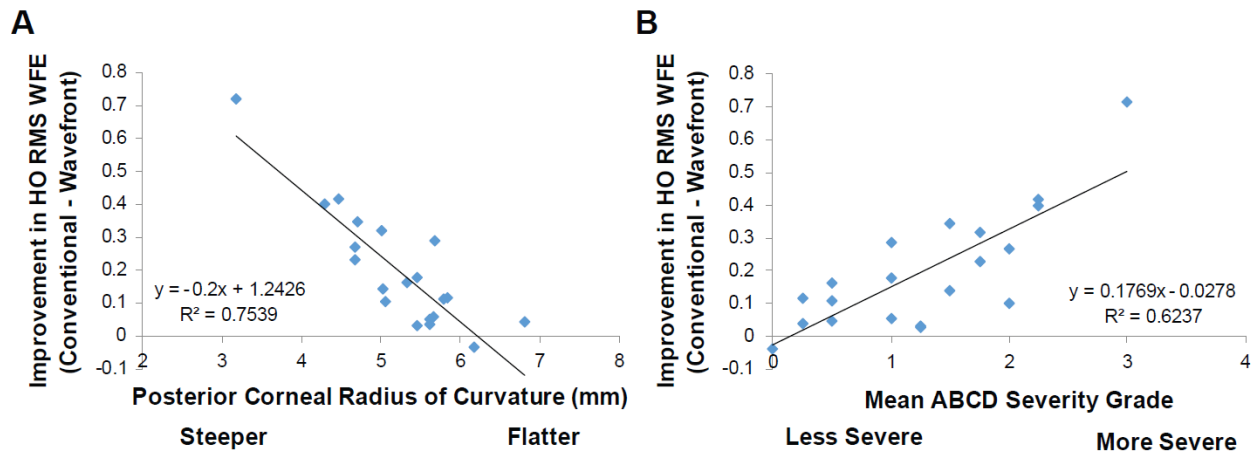 A
Improvement in HO RMS WFE
(Conventional - Wavefront)
0.8
0.7
0.6
0.5
0.4
0.3
0.2
0.1
0
-0.1
2
3
4
5
6
7
8
y = -0.2x + 1.2426
R² = 0.7539
Posterior Corneal Radius of Curvature (mm)
Steeper
Flatter
B
Improvement in HO RMS WFE
(Conventional - Wavefront)
0.8
0.7
0.6
0.5
0.4
0.3
0.2
0.1
0
-0.1
0
1
2
3
4
y = 0.1769x - 0.0278
R² = 0.6237
Mean ABCD Severity Grade
Less Severe
More Severe